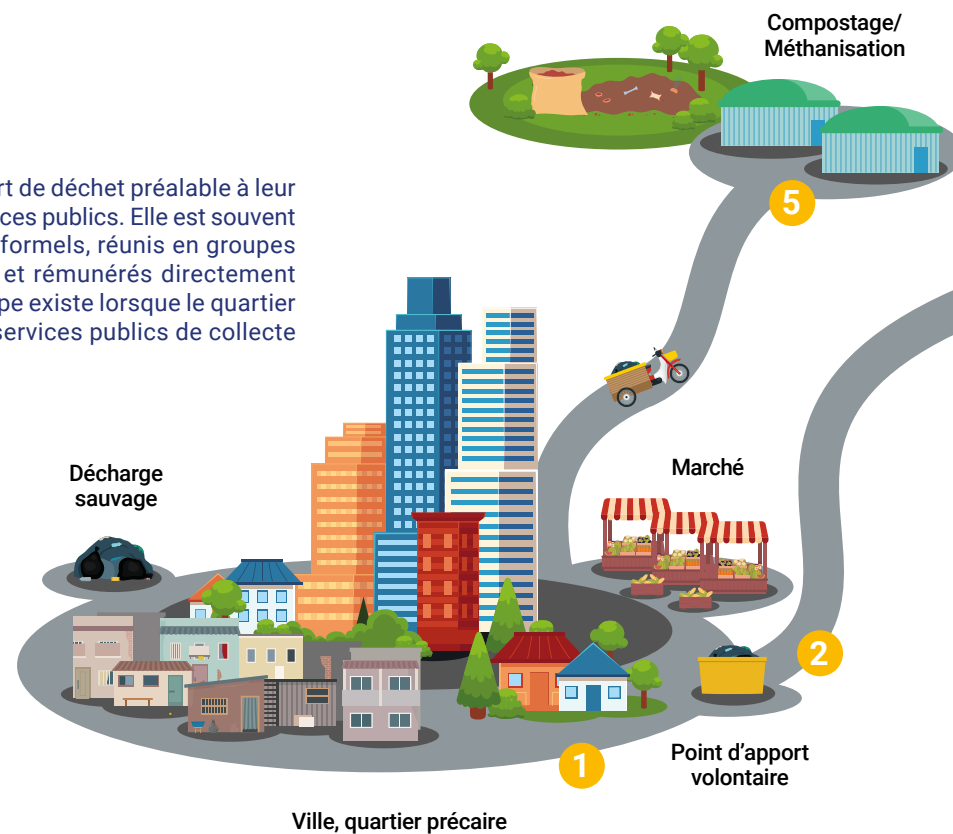 Compostage/
Méthanisation
5
rt de déchet préalable à leur
ces publics. Elle est souvent
formels, réunis en groupes
et rémunérés directement
pe existe lorsque le quartier
services publics de collecte
Décharge
sauvage
Marché
2
1
Point d’apport
volontaire
Ville, quartier précaire